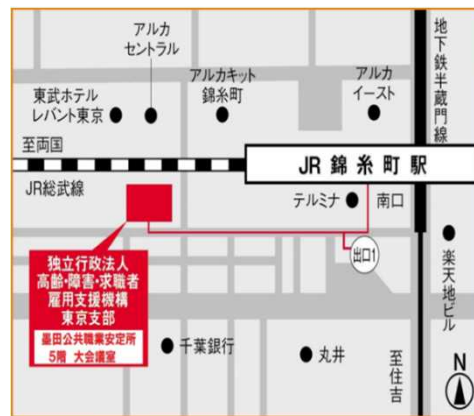 アルカ
セントラル
東武ホテル
レバント東京
アルカキット
錦糸町
アルカ
イースト
地下鉄半蔵門線
至両国
JR錦糸町駅
JR総武線
テルミナ
南口
出口1
楽天地ビル
独立行政法人
高齢・障害・求職者
雇用支援機構
東京支部
墨田公共職業安定所
5階 大会議室
千葉銀行
丸井
至住吉
N